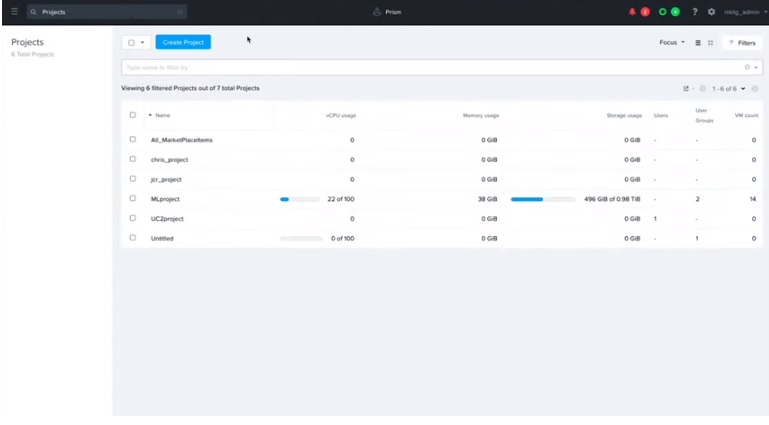 Projects
Prism
2
4
?
mktg_admin
Projects
6 Total Projects
Create Project
Focus
Filters
Type name to filter by
Viewing 6 filtered Projects out of 7 total Projects
1 - 6 of 6
Name vCPU usage Memory usage Storage usage Users User Groups VM count
All_MarketPlaceItems 0 0 GiB 0 GiB - - 0
chris_project 0 0 GiB 0 GiB - - 0
jcr_project 0 0 GiB 0 GiB - - 0
MLproject 22 of 100 38 GiB 496 GiB of 0.98 TiB - 2 14
UC2project 0 0 GiB 0 GiB 1 - 0
Untitled 0 of 100 0 GiB 0 GiB - 1 0